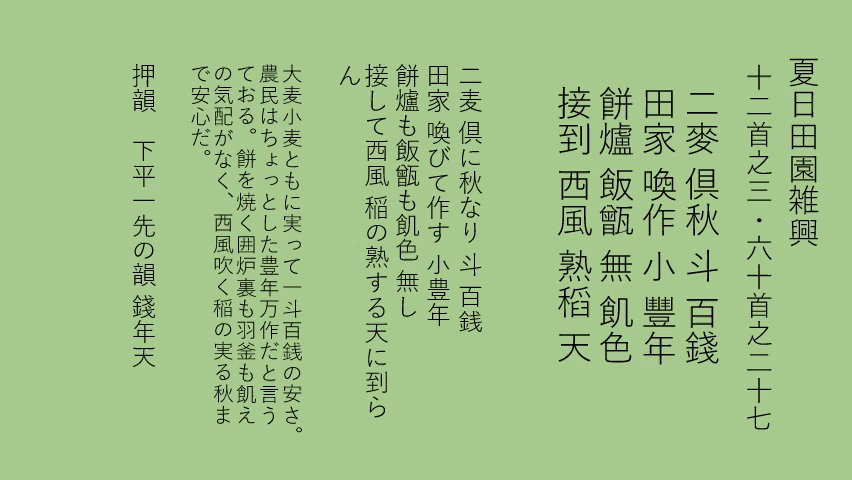 夏日田園雑興
十二首之三・六十首之二十七
二麥 倶秋 斗 百錢
田家 喚作 小 豐年
餅爐 飯甑 無 飢色
接到 西風 熟稻 天
二麦 倶に秋なり 斗 百銭
田家 喚びて作す 小豊年
餅爐も飯甑も飢色 無し
接して西風 稲の熟する天に到ら
ん
大麦小麦ともに実って一斗百銭の安さ。
農民はちょっとした豊年万作だと言う
ておる。餅を焼く囲炉裏も羽釜も飢え
の気配がなく、西風吹く稲の実る秋ま
で安心だ。
押韻　下平一先の韻 錢年天